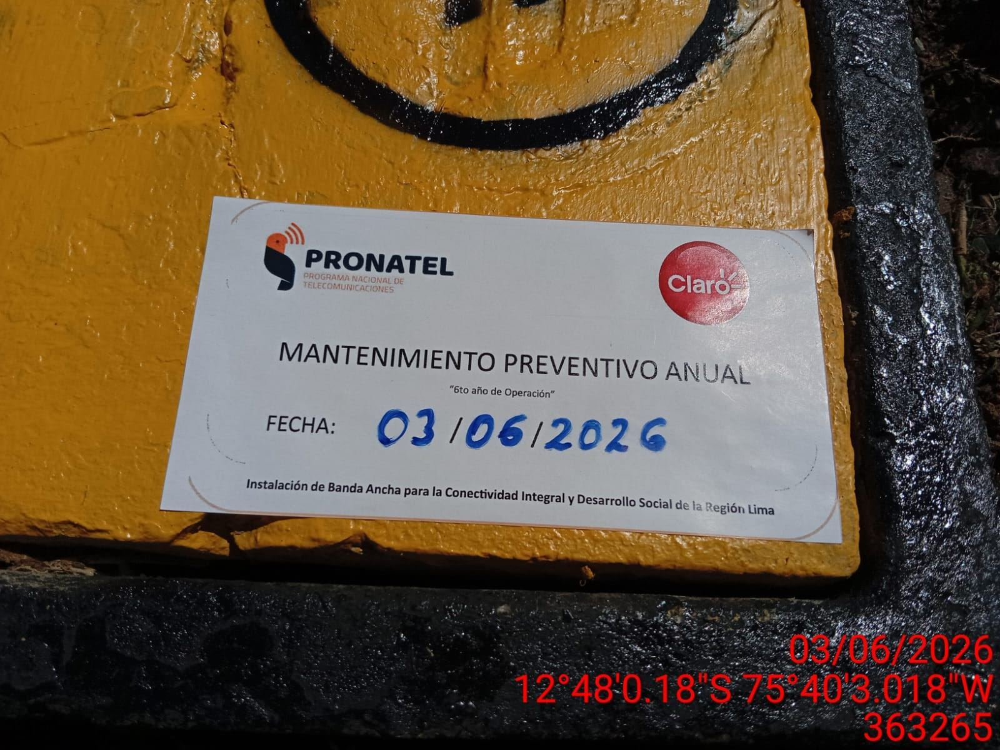 PRONATEL
PROGRAMA NACIONAL DE
TELECOMUNICACIONES
Claro
MANTENIMIENTO PREVENTIVO ANUAL
"6to año de Operación"
FECHA: 03/06/2026
Instalación de Banda Ancha para la Conectividad Integral y Desarrollo Social de la Región Lima
03/06/2026
12°48'0.18"S 75°40'3.018"W
363265